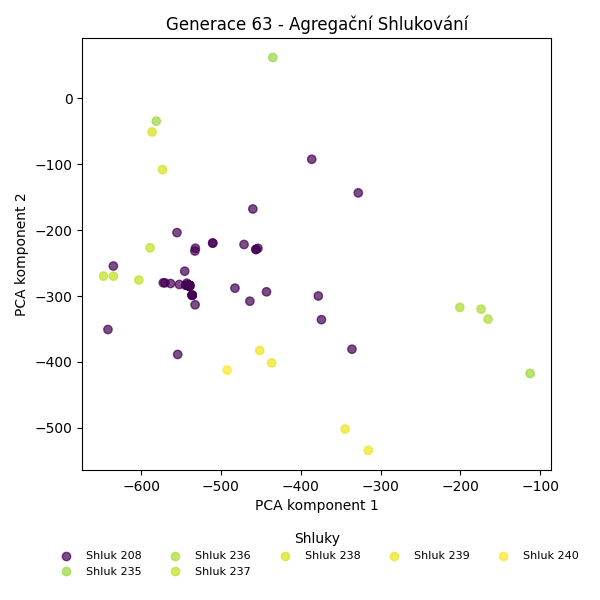 Generace 63 - Agregační Shlukování
0
−100
−200
−300
−400
−500
PCA komponent 2
−600 −500 −400 −300 −200 −100
PCA komponent 1
Shluky
Shluk 208 Shluk 236 Shluk 238 Shluk 239 Shluk 240
Shluk 235 Shluk 237